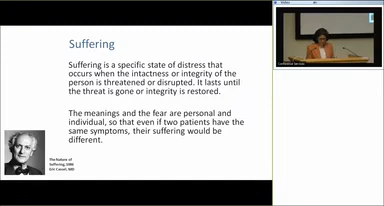 Suffering
Suffering is a specific state of distress that
occurs when the intactness or integrity of the
person is threatened or disrupted. It lasts until
the threat is gone or integrity is restored.
The meanings and the fear are personal and
individual, so that even if two patients have the
same symptoms, their suffering would be
different.
The Nature of
Suffering,
Eric Cassell, MD